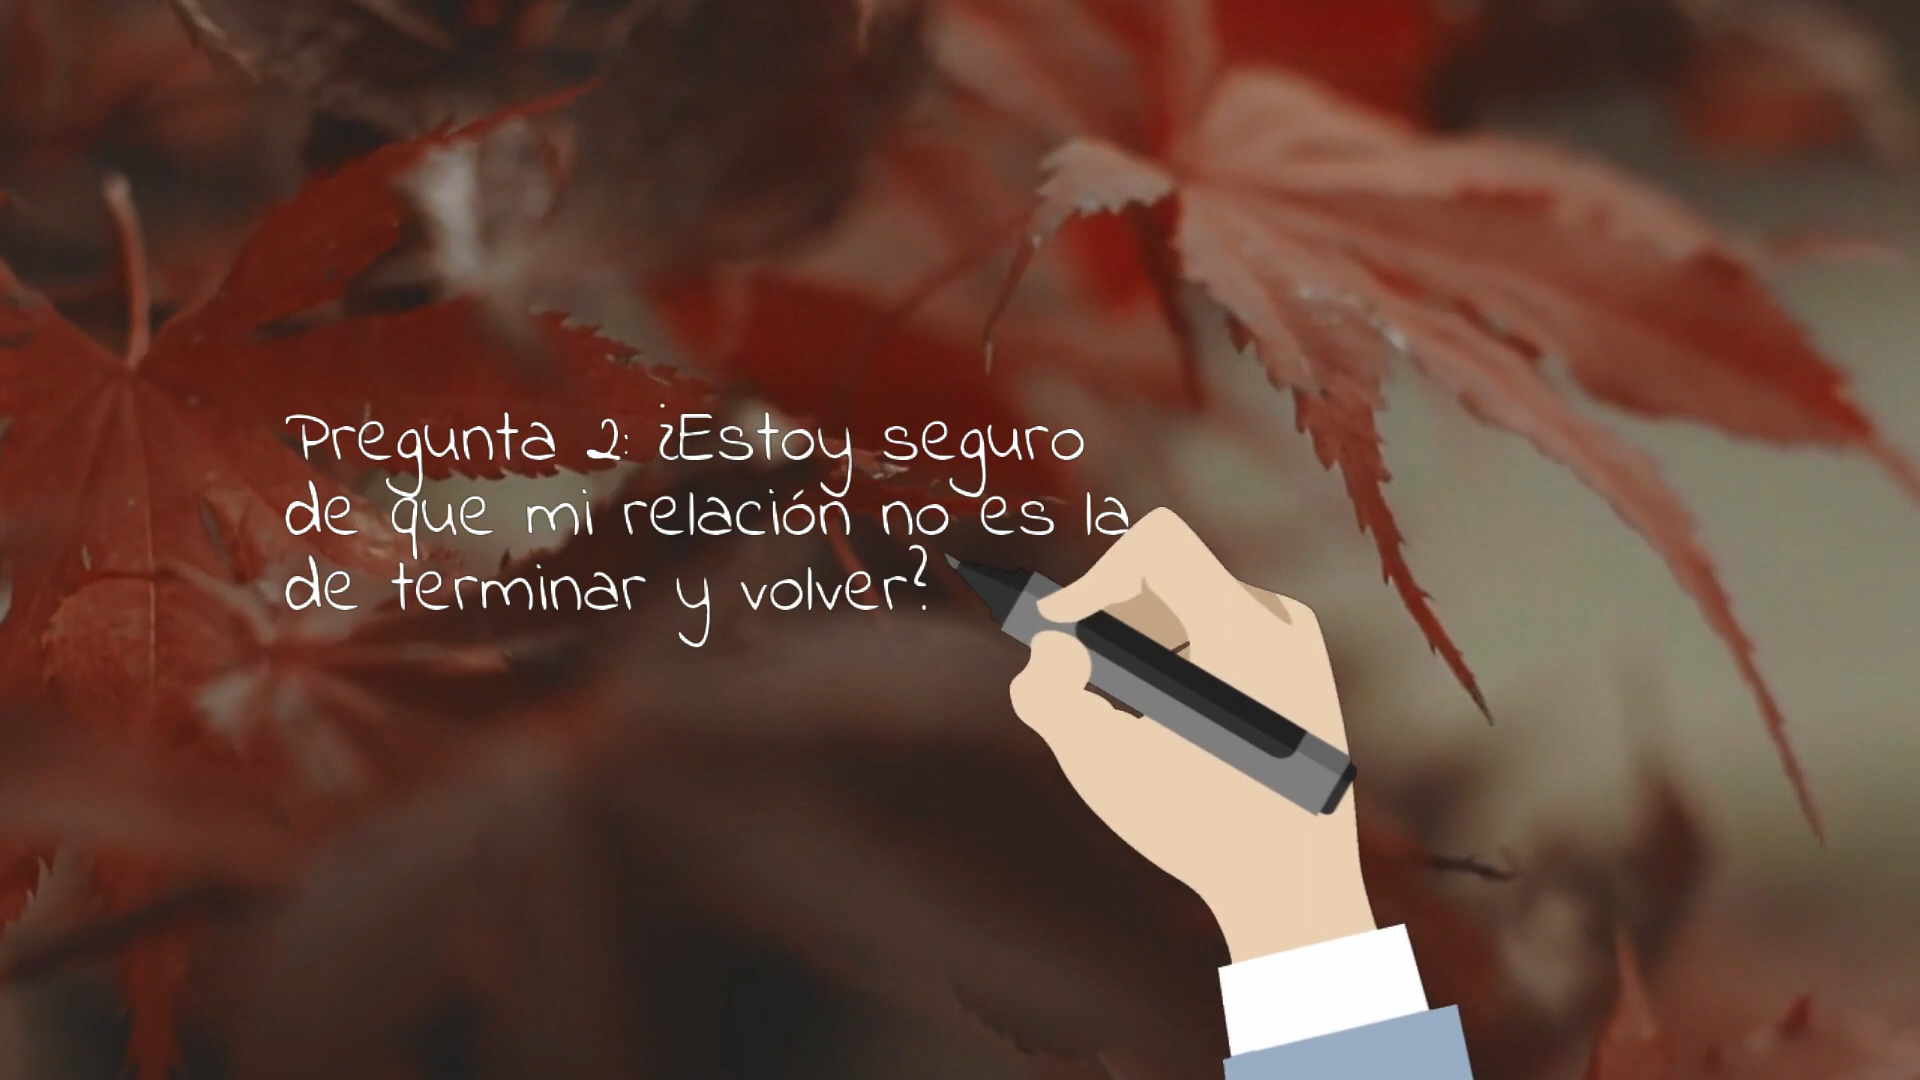 Pregunta 2: ¿Estoy seguro
de que mi relación no es la
de terminar y volver?